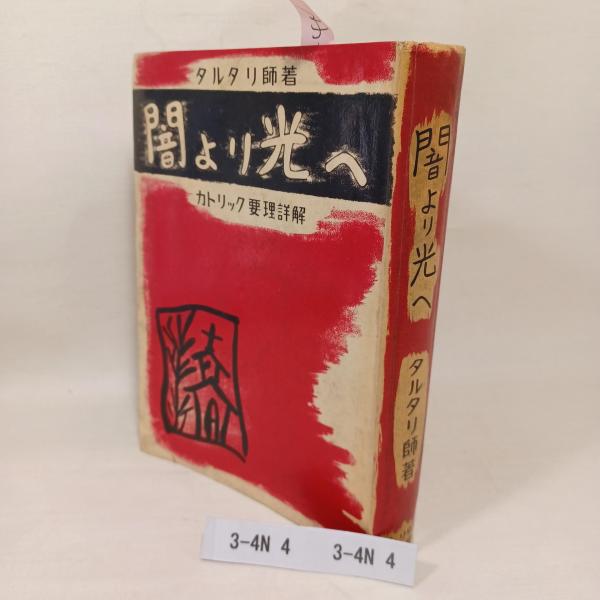 タルタリ師著
闇より光へ
カトリック要理詳解
闇より光へ
タルタリ師著
3-4N 4 3-4N 4